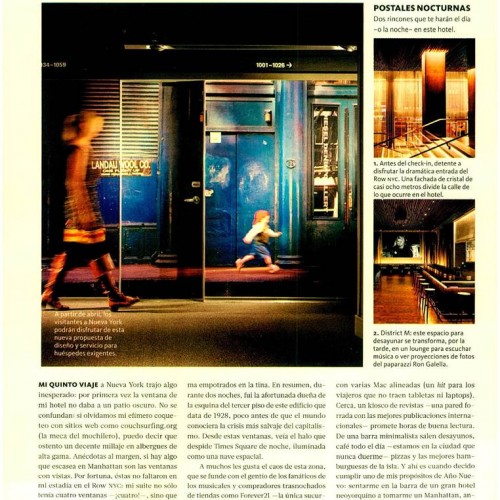 34-1059
1001-1026 →
LANDAU WOOL CO.
A partir de abril, los
visitantes a Nueva York
podrán disfrutar de esta
nueva propuesta de
diseño y servicio para
huéspedes exigentes.
POSTALES NOCTURNAS
Dos rincones que te harán el día
–o la noche– en este hotel.
1. Antes del check-in, detente a
disfrutar la dramática entrada del
Row NYC. Una fachada de cristal de
casi ocho metros divide la calle de
lo que ocurre en el hotel.
2. District M: este espacio para
desayunar se transforma, por la
tarde, en un lounge para escuchar
música o ver proyecciones de fotos
del paparazzi Ron Galella.
MI QUINTO VIAJE a Nueva York trajo algo
inesperado: por primera vez la ventana de
mi hotel no daba a un patio oscuro. No se
confundan: si olvidamos mi efímero coque-
teo con sitios web como couchsurfing.org
(la meca del mochilero), puedo decir que
ostento un decente millaje en albergues de
alta gama. Anécdotas al margen, si hay algo
que escasea en Manhattan son las ventanas
con vistas. Por fortuna, éstas no faltaron en
mi estadía en el Row NYC: mi suite no sólo
tenía cuatro ventanas –¡cuatro!–, sino que
ma empotrados en la tina. En resumen, du-
rante dos noches, fui la afortunada dueña de
la esquina del tercer piso de este edificio que
data de 1928, poco antes de que el mundo
conociera la crisis más salvaje del capitalis-
mo. Desde estas ventanas, veía el halo que
despide Times Square de noche, iluminada
como una nave espacial.
A muchos les gusta el caos de esta zona,
que se funde con el gentío de los fanáticos de
los musicales y compradores trasnochados
de tiendas como Forever21 –la única sucur-
con varias Mac alineadas (un hit para los
viajeros que no traen tabletas ni laptops).
Cerca, un kiosco de revistas –una pared fo-
rrada con las mejores publicaciones interna-
cionales– promete horas de buena lectura.
De una barra minimalista salen desayunos,
café todo el día –estamos en la ciudad que
nunca duerme– pizzas y las mejores ham-
burguesas de la isla. Y ahí es cuando decido
cumplir uno de mis propósitos de Año Nue-
vo: sentarme en la barra de un gran hotel
neoyorquino a tomarme un Manhattan, an-